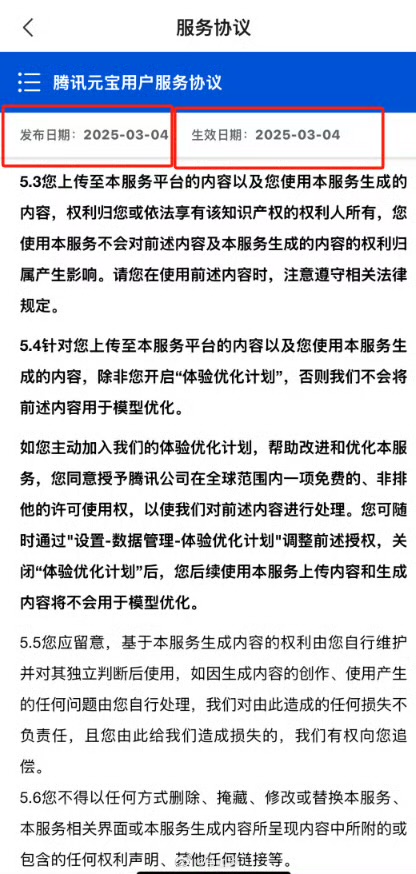 服务协议
腾讯元宝用户服务协议
发布日期：2025-03-04 生效日期：2025-03-04
5.3您上传至本服务平台的内容以及您使用本服务生成的
内容，权利归您或依法享有该知识产权的权利人所有，您
使用本服务不会对前述内容及本服务生成的内容的权利归
属产生影响。请您在使用前述内容时，注意遵守相关法律
规定。
5.4针对您上传至本服务平台的内容以及您使用本服务生
成的内容，除非您开启“体验优化计划”，否则我们不会将
前述内容用于模型优化。
如您主动加入我们的体验优化计划，帮助改进和优化本服
务，您同意授予腾讯公司在全球范围内一项免费的、非排
他的许可使用权，以使我们对前述内容进行处理。您可随
时通过"设置-数据管理-体验优化计划"调整前述授权，关
闭“体验优化计划”后，您后续使用本服务上传内容和生成
内容将不会用于模型优化。
5.5您应留意，基于本服务生成内容的权利由您自行维护
并对其独立判断后使用，如因生成内容的创作、使用产生
的任何问题由您自行处理，我们对由此造成的任何损失不
负责任，且您由此给我们造成损失的，我们有权向您追
偿。
5.6您不得以任何方式删除、掩藏、修改或替换本服务、
本服务相关界面或本服务生成内容所呈现内容中所附的或
包含的任何权利声明、其他任何链接等。